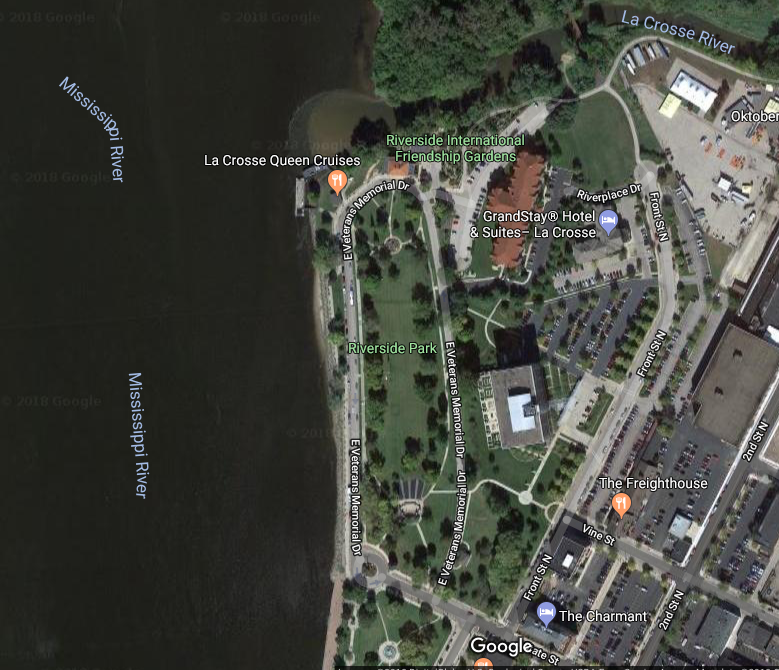 © 2018 Google
© 2018 Google
La Crosse River
Mississippi River
Oktober
Riverside International
Friendship Gardens
La Crosse Queen Cruises
© 2018 Google
E Veterans Memorial Dr
Riverplace Dr
Front St N
GrandStay® Hotel
& Suites– La Crosse
Riverside Park
Front St N
E Veterans Memorial Dr
Mississippi River
© 2018 Google
2nd St N
E Veterans Memorial Dr
E Veterans Memorial Dr
The Freighthouse
Vine St
Front St N
2nd St N
The Charmant
Google
ate St